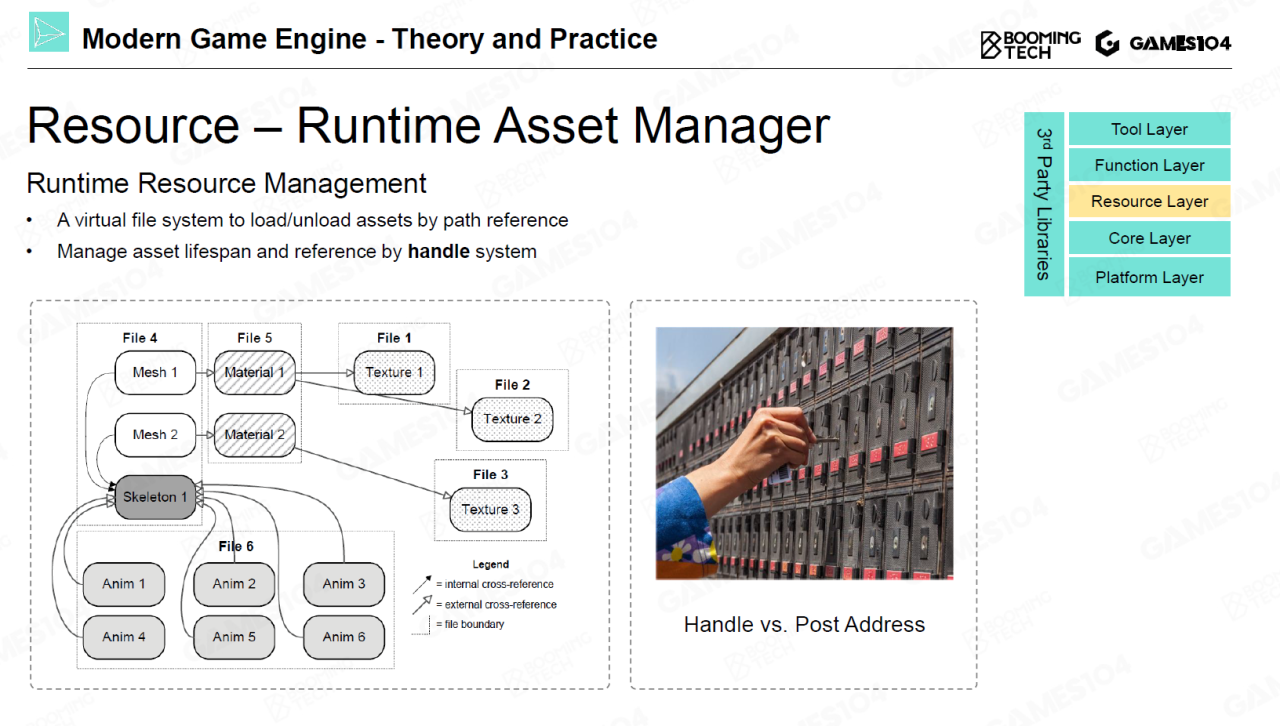 Modern Game Engine - Theory and Practice
BOOMING
TECH
GAMES104
Resource – Runtime Asset Manager
Runtime Resource Management
• A virtual file system to load/unload assets by path reference
• Manage asset lifespan and reference by handle system
3rd Party Libraries
Tool Layer
Function Layer
Resource Layer
Core Layer
Platform Layer
File 4
File 5
File 1
Mesh 1
Material 1
Texture 1
File 2
Texture 2
Mesh 2
Material 2
File 3
Skeleton 1
Texture 3
File 6
Anim 1
Anim 2
Anim 3
Anim 4
Anim 5
Anim 6
Legend
= internal cross-reference
= external cross-reference
= file boundary
Handle vs. Post Address